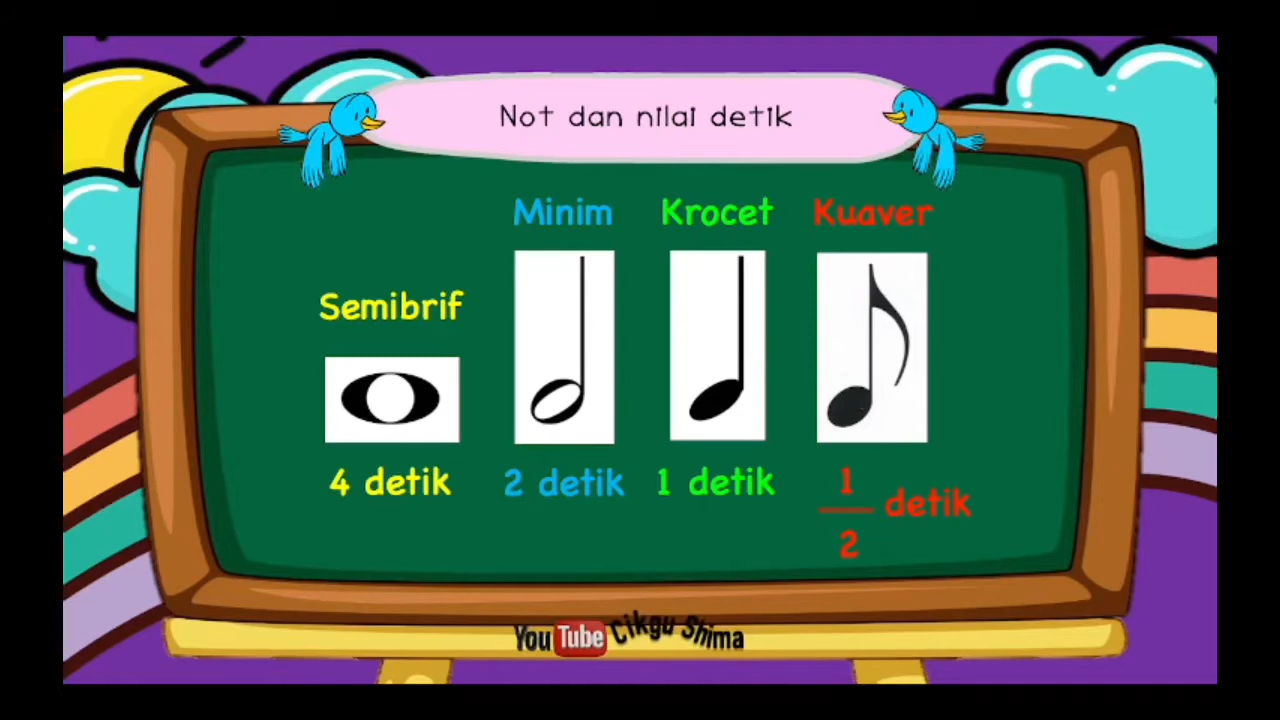 Not dan nilai detik
Semibrif
Minim
Krocet
Kuaver
4 detik
2 detik
1 detik
1
2
detik
YouTube Cikgu Shima